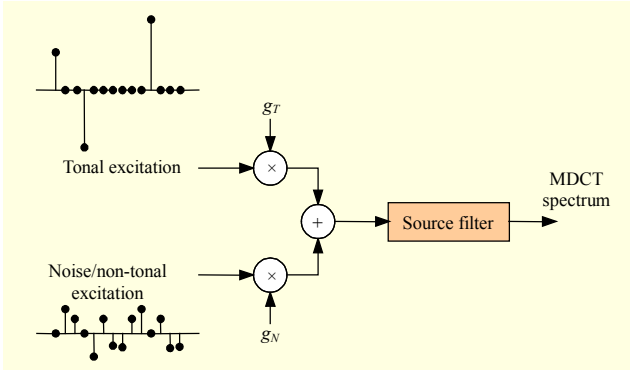 g_T
×
Tonal excitation
MDCT
spectrum
+
Source filter
Noise/non-tonal
excitation
×
g_N